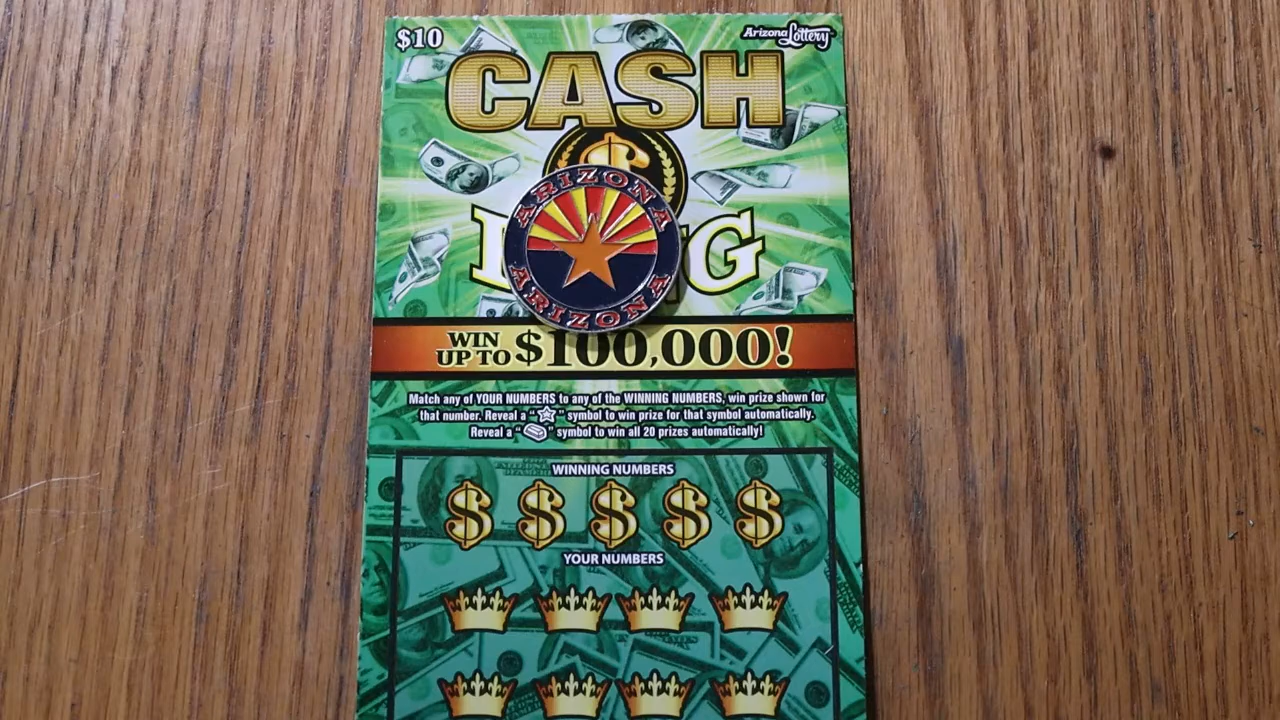 $10
Arizona Lottery
CASH
$
ARIZONA
G
ARIZONA
WIN
UP TO $100,000!
Match any of YOUR NUMBERS to any of the WINNING NUMBERS, win prize shown for
that number. Reveal a " " symbol to win prize for that symbol automatically.
Reveal a " " symbol to win all 20 prizes automatically!
WINNING NUMBERS
$ $ $ $ $
YOUR NUMBERS